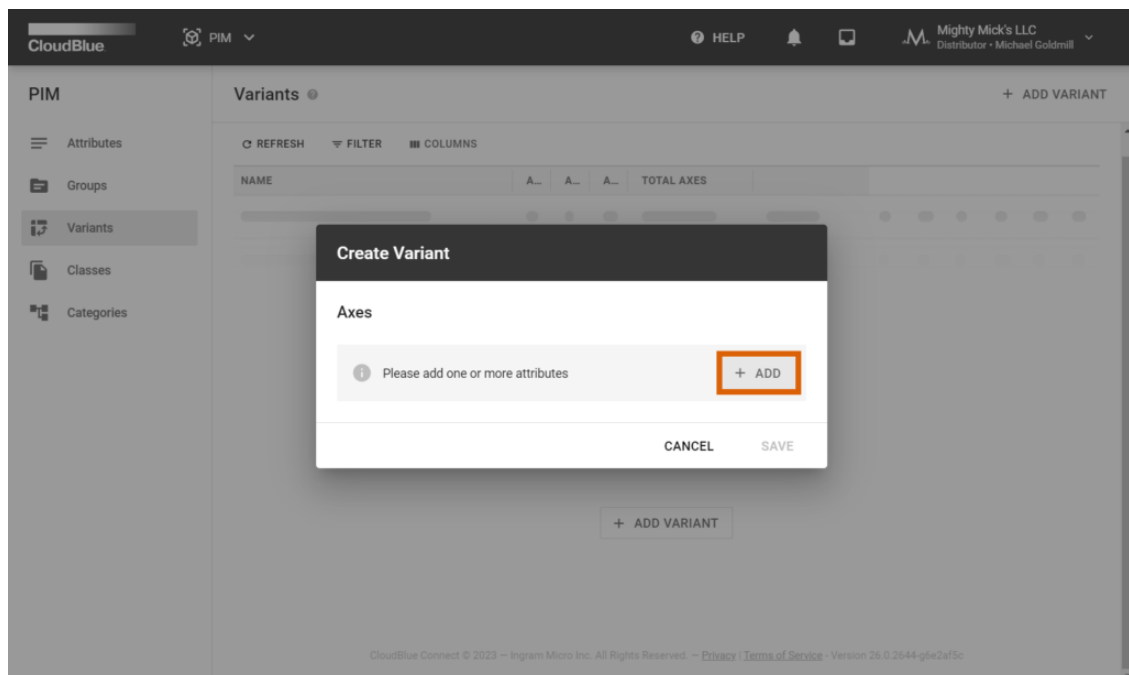 CloudBlue
PIM
HELP
Mighty Mick's LLC
Distributor • Michael Goldmill
PIM
Variants
+ ADD VARIANT
Attributes
Groups
Variants
Classes
Categories
REFRESH FILTER COLUMNS
NAME A... A... A... TOTAL AXES
Create Variant
Axes
Please add one or more attributes
+ ADD
CANCEL SAVE
+ ADD VARIANT
CloudBlue Connect © 2023 — Ingram Micro Inc. All Rights Reserved. — Privacy | Terms of Service - Version 26.0.2644-g6e2af5c